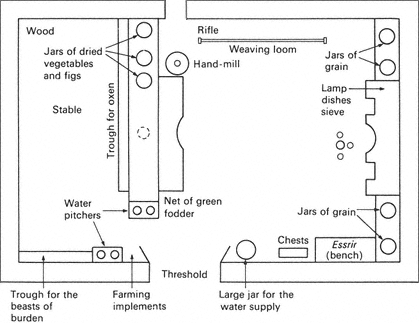 Wood
Rifle
Jars of dried
vegetables
and figs
Weaving loom
Jars of
grain
Hand-mill
Lamp
dishes
sieve
Stable
Trough for oxen
Water
pitchers
Net of green
fodder
Jars of grain
Chests
Essrir
(bench)
Threshold
Trough for the
beasts of
burden
Farming
implements
Large jar for the
water supply